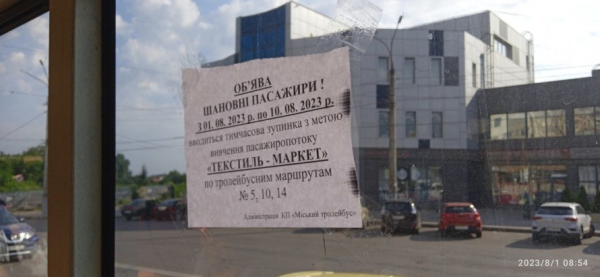 ОБ'ЯВА
ШАНОВНІ ПАСАЖИРИ !
З 01. 08. 2023 р. по 10. 08. 2023 р.
вводиться тимчасова зупинка з метою
вивчення пасажиропотоку
«ТЕКСТИЛЬ - МАРКЕТ»
по тролейбусним маршрутам
№ 5, 10, 14
Адміністрація КП «Міський тролейбус»
2023/8/1 08:54